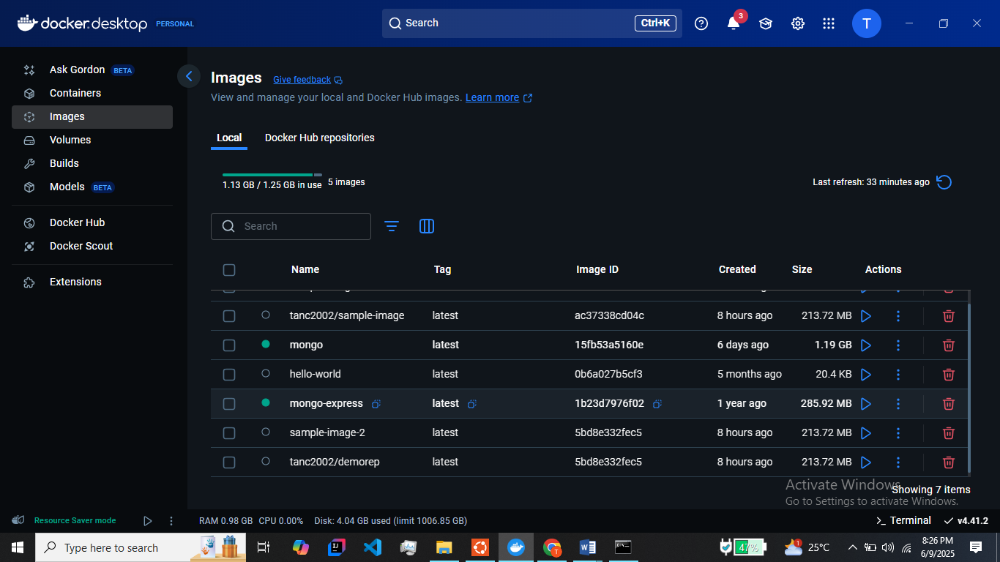 docker desktop PERSONAL
Search Ctrl+K
3
T
Ask Gordon BETA
Containers
Images
Volumes
Builds
Models BETA
Docker Hub
Docker Scout
Extensions
Images Give feedback
View and manage your local and Docker Hub images. Learn more
Local Docker Hub repositories
1.13 GB / 1.25 GB in use 5 images
Last refresh: 33 minutes ago
Search
Name Tag Image ID Created Size Actions
tanc2002/sample-image latest ac37338cd04c 8 hours ago 213.72 MB
mongo latest 15fb53a5160e 6 days ago 1.19 GB
hello-world latest 0b6a027b5cf3 5 months ago 20.4 KB
mongo-express latest 1b23d7976f02 1 year ago 285.92 MB
sample-image-2 latest 5bd8e332fec5 8 hours ago 213.72 MB
tanc2002/demorep latest 5bd8e332fec5 8 hours ago 213.72 MB
Activate Windows
Showing 7 items
Go to Settings to activate Windows.
Resource Saver mode
RAM 0.98 GB CPU 0.00% Disk: 4.04 GB used (limit 1006.85 GB)
Terminal v4.41.2
Type here to search
47%
1
25°C
8:26 PM
6/9/2025